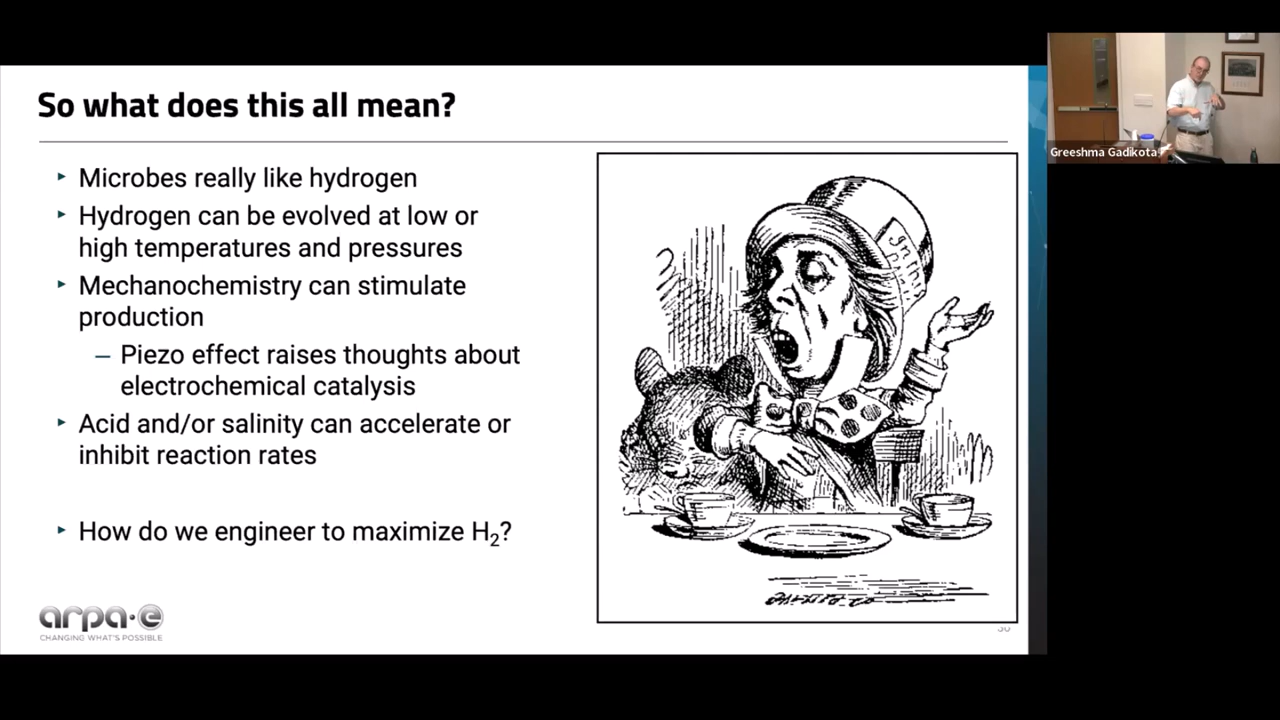 So what does this all mean?
Microbes really like hydrogen
Hydrogen can be evolved at low or
high temperatures and pressures
Mechanochemistry can stimulate
production
– Piezo effect raises thoughts about
electrochemical catalysis
Acid and/or salinity can accelerate or
inhibit reaction rates
How do we engineer to maximize H₂?
arpa·e
CHANGING WHAT'S POSSIBLE
Greeshma Gadikota